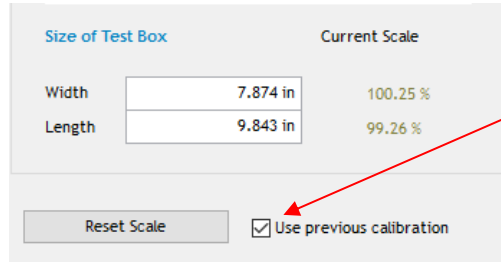 Size of Test Box Current Scale
Width 7.874 in 100.25 %
Length 9.843 in 99.26 %
Reset Scale Use previous calibration